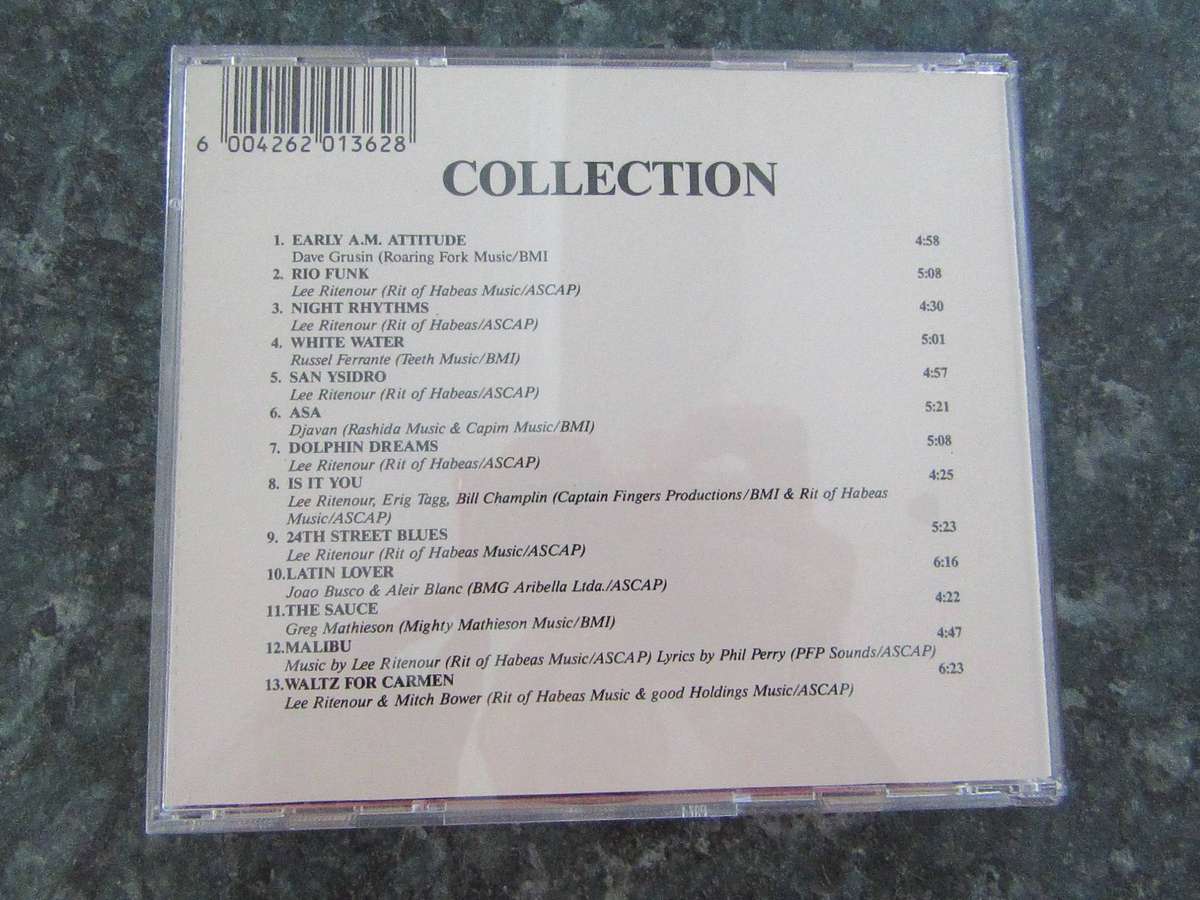 6 004262 013628
COLLECTION
1. EARLY A.M. ATTITUDE 4:58
Dave Grusin (Roaring Fork Music/BMI
2. RIO FUNK 5:08
Lee Ritenour (Rit of Habeas Music/ASCAP)
3. NIGHT RHYTHMS 4:30
Lee Ritenour (Rit of Habeas/ASCAP)
4. WHITE WATER 5:01
Russel Ferrante (Teeth Music/BMI)
5. SAN YSIDRO 4:57
Lee Ritenour (Rit of Habeas/ASCAP)
6. ASA 5:21
Djavan (Rashida Music & Capim Music/BMI)
7. DOLPHIN DREAMS 5:08
Lee Ritenour (Rit of Habeas/ASCAP)
8. IS IT YOU 4:25
Lee Ritenour, Erig Tagg, Bill Champlin (Captain Fingers Productions/BMI & Rit of Habeas
Music/ASCAP)
9. 24TH STREET BLUES 5:23
Lee Ritenour (Rit of Habeas Music/ASCAP)
10.LATIN LOVER 6:16
Joao Busco & Aleir Blanc (BMG Aribella Ltda./ASCAP)
11.THE SAUCE 4:22
Greg Mathieson (Mighty Mathieson Music/BMI)
12.MALIBU 4:47
Music by Lee Ritenour (Rit of Habeas Music/ASCAP) Lyrics by Phil Perry (PFP Sounds/ASCAP)
13.WALTZ FOR CARMEN 6:23
Lee Ritenour & Mitch Bower (Rit of Habeas Music & good Holdings Music/ASCAP)